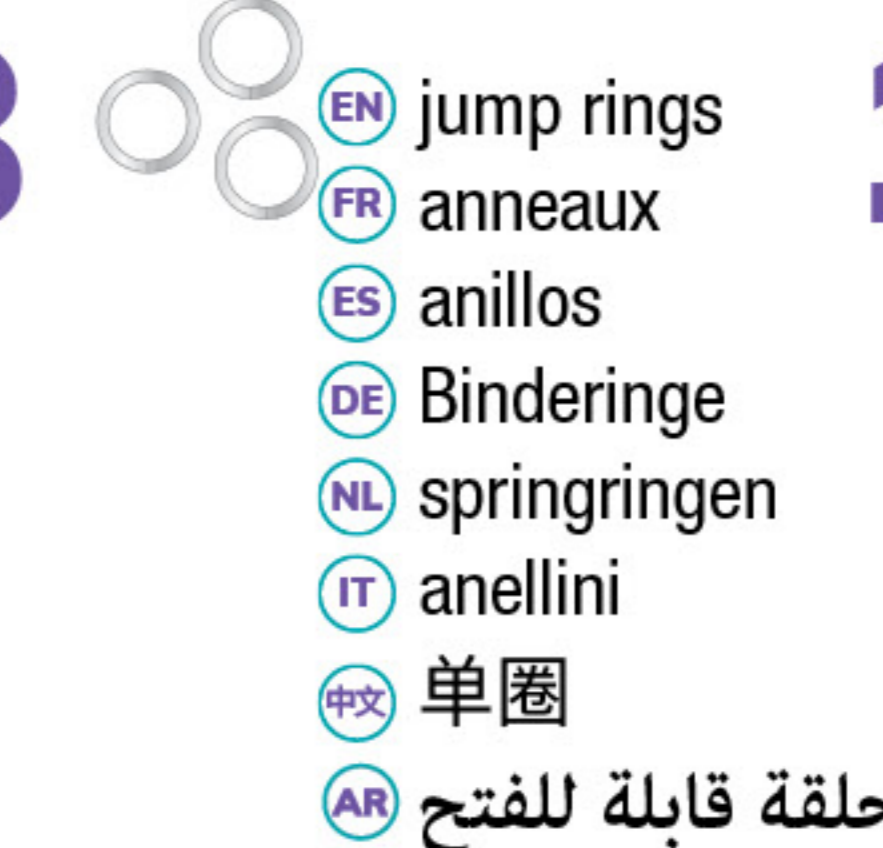 EN jump rings
FR anneaux
ES anillos
DE Binderinge
NL springringen
IT anellini
中文 单圈
AR حلقة قابلة للفتح